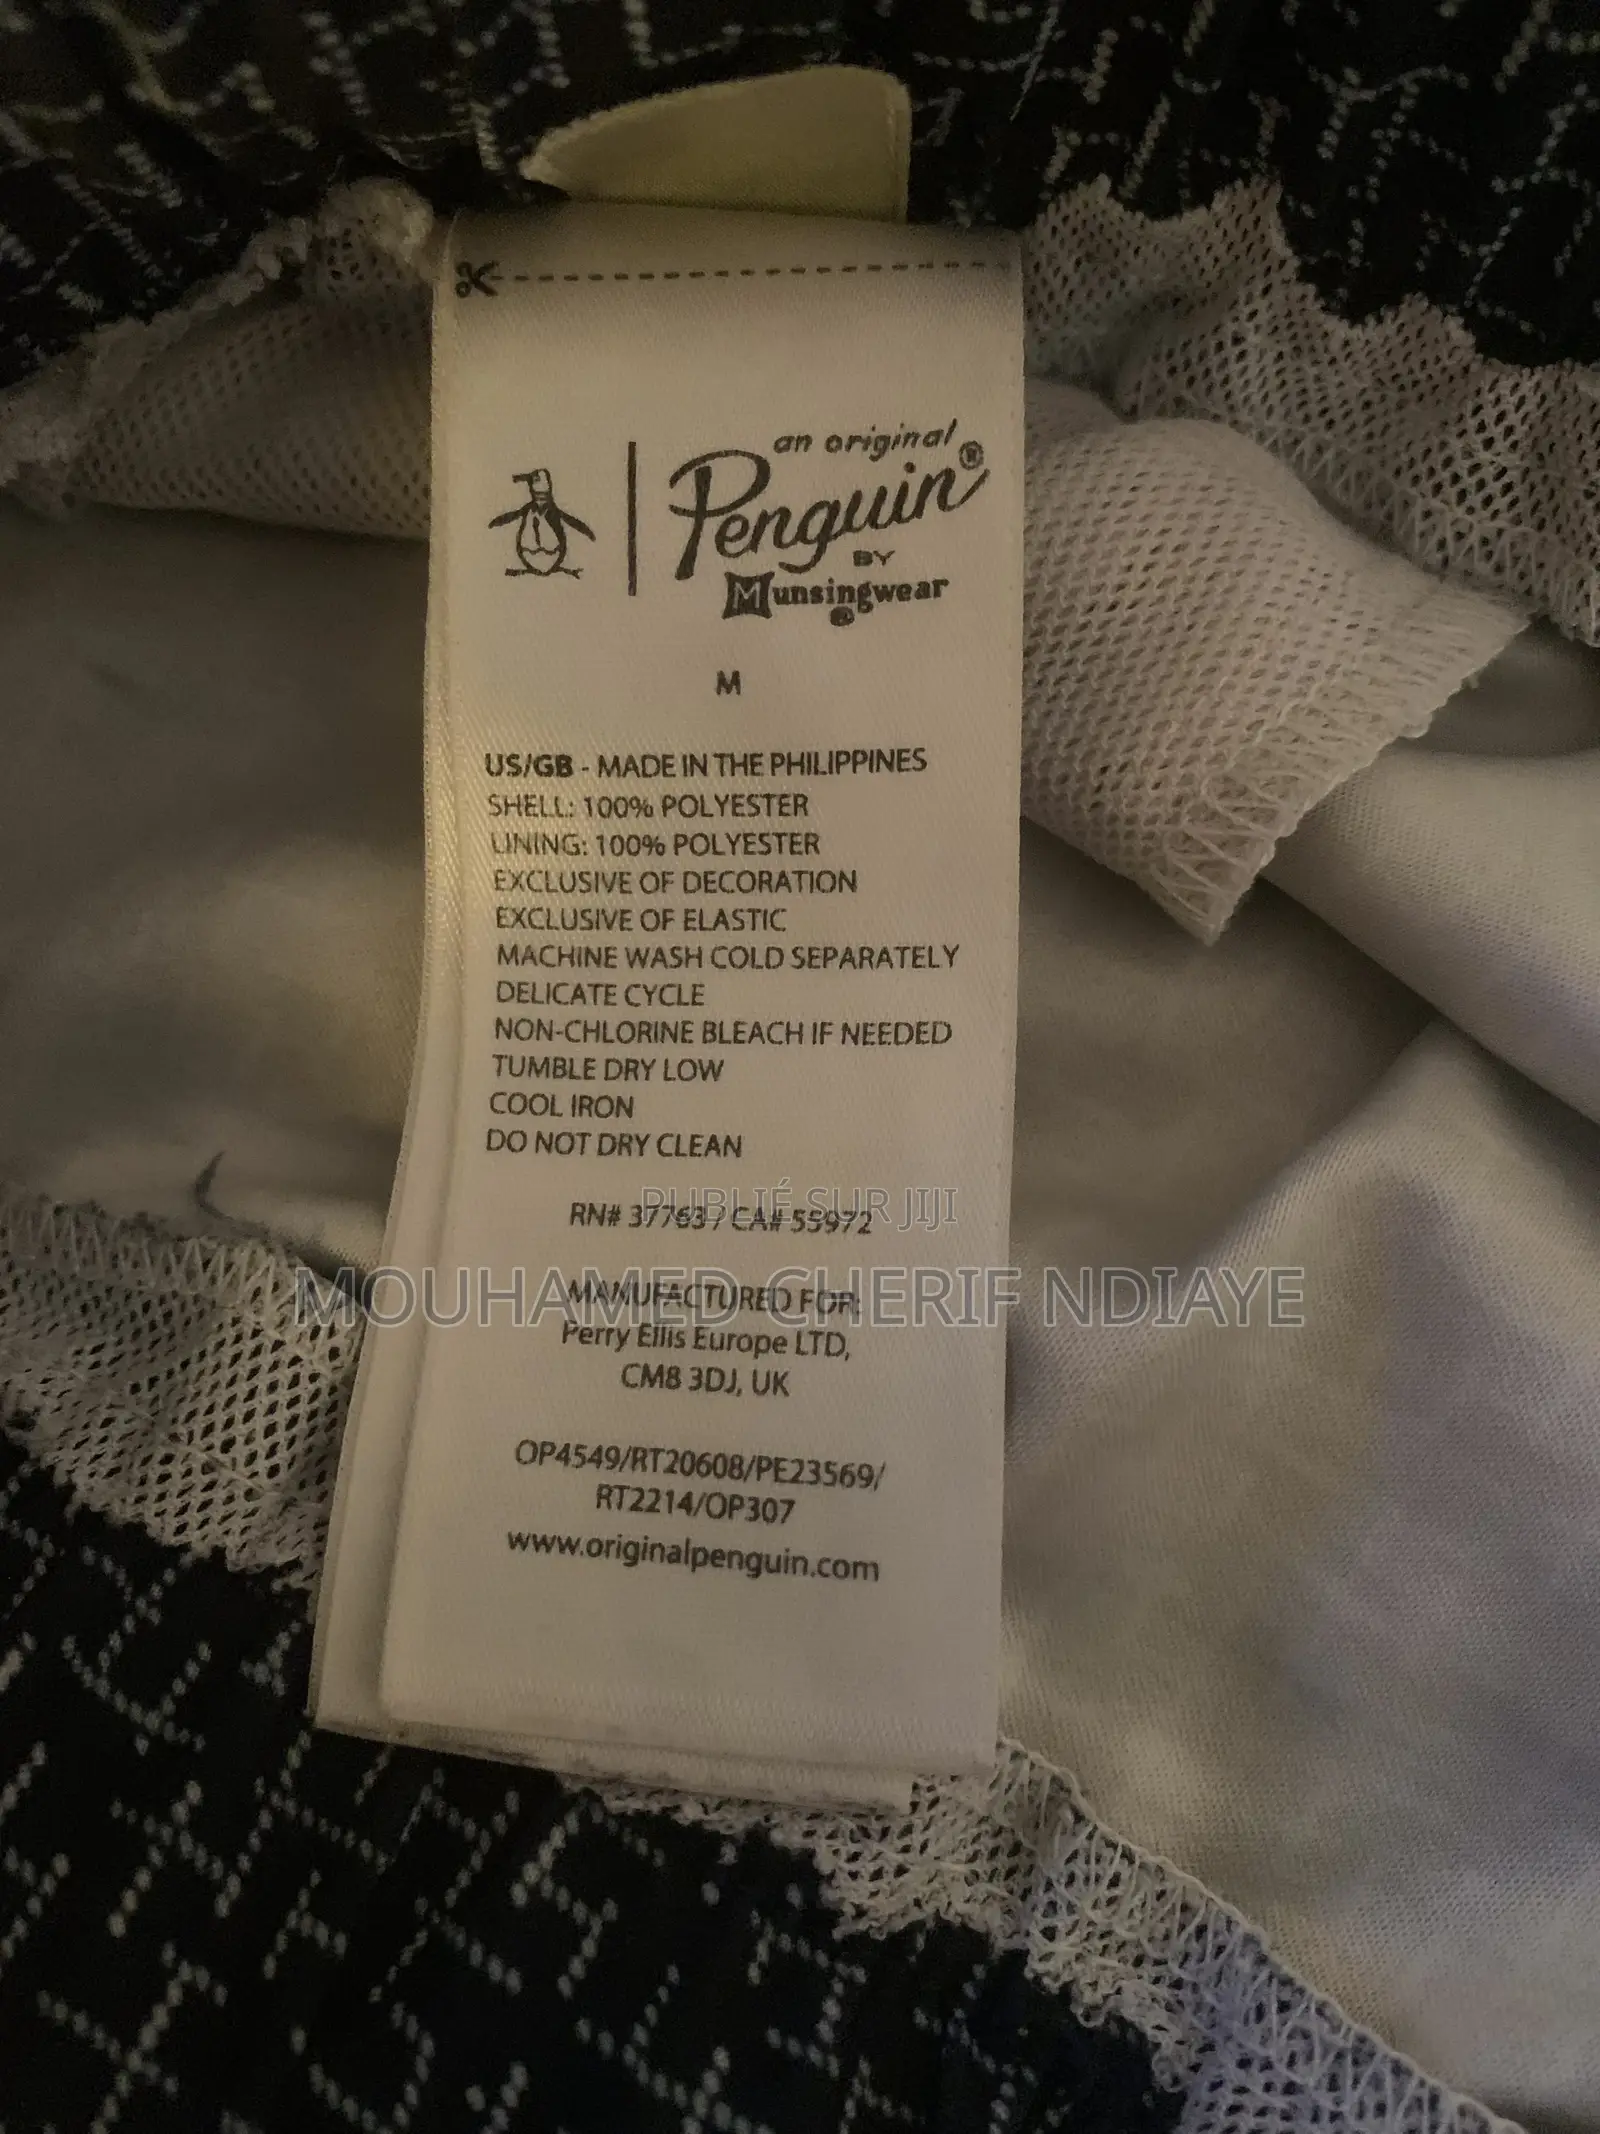 an original
Penguin®
BY
Munsingwear
®
M
US/GB - MADE IN THE PHILIPPINES
SHELL: 100% POLYESTER
LINING: 100% POLYESTER
EXCLUSIVE OF DECORATION
EXCLUSIVE OF ELASTIC
MACHINE WASH COLD SEPARATELY
DELICATE CYCLE
NON-CHLORINE BLEACH IF NEEDED
TUMBLE DRY LOW
COOL IRON
DO NOT DRY CLEAN
PUBLIÉ SUR JIJI
RN# 37763 / CA# 55972
MOUHAMED CHERIF NDIAYE
MANUFACTURED FOR:
Perry Ellis Europe LTD,
CM8 3DJ, UK
OP4549/RT20608/PE23569/
RT2214/OP307
www.originalpenguin.com